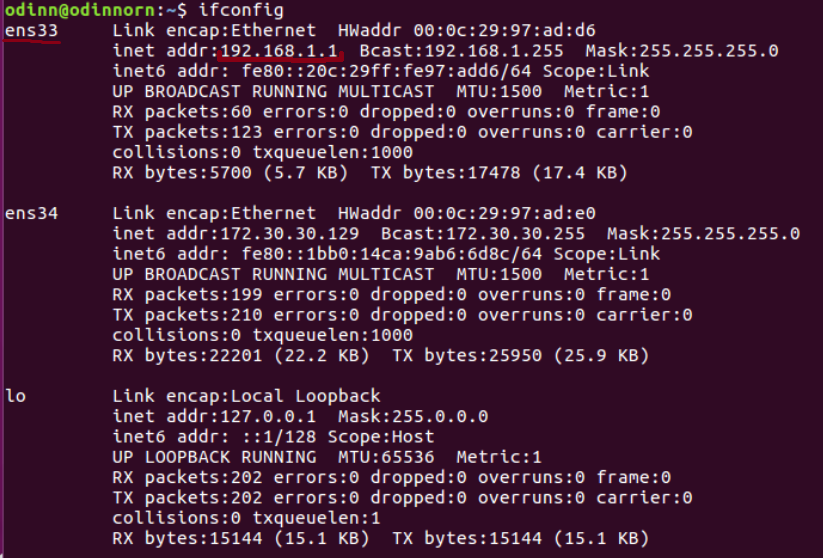 odinn@odinnorn:~$ ifconfig
ens33     Link encap:Ethernet  HWaddr 00:0c:29:97:ad:d6
          inet addr:192.168.1.1  Bcast:192.168.1.255  Mask:255.255.255.0
          inet6 addr: fe80::20c:29ff:fe97:add6/64 Scope:Link
          UP BROADCAST RUNNING MULTICAST  MTU:1500  Metric:1
          RX packets:60 errors:0 dropped:0 overruns:0 frame:0
          TX packets:123 errors:0 dropped:0 overruns:0 carrier:0
          collisions:0 txqueuelen:1000
          RX bytes:5700 (5.7 KB)  TX bytes:17478 (17.4 KB)

ens34     Link encap:Ethernet  HWaddr 00:0c:29:97:ad:e0
          inet addr:172.30.30.129  Bcast:172.30.30.255  Mask:255.255.255.0
          inet6 addr: fe80::1bb0:14ca:9ab6:6d8c/64 Scope:Link
          UP BROADCAST RUNNING MULTICAST  MTU:1500  Metric:1
          RX packets:199 errors:0 dropped:0 overruns:0 frame:0
          TX packets:210 errors:0 dropped:0 overruns:0 carrier:0
          collisions:0 txqueuelen:1000
          RX bytes:22201 (22.2 KB)  TX bytes:25950 (25.9 KB)

lo        Link encap:Local Loopback
          inet addr:127.0.0.1  Mask:255.0.0.0
          inet6 addr: ::1/128 Scope:Host
          UP LOOPBACK RUNNING  MTU:65536  Metric:1
          RX packets:202 errors:0 dropped:0 overruns:0 frame:0
          TX packets:202 errors:0 dropped:0 overruns:0 carrier:0
          collisions:0 txqueuelen:1
          RX bytes:15144 (15.1 KB)  TX bytes:15144 (15.1 KB)